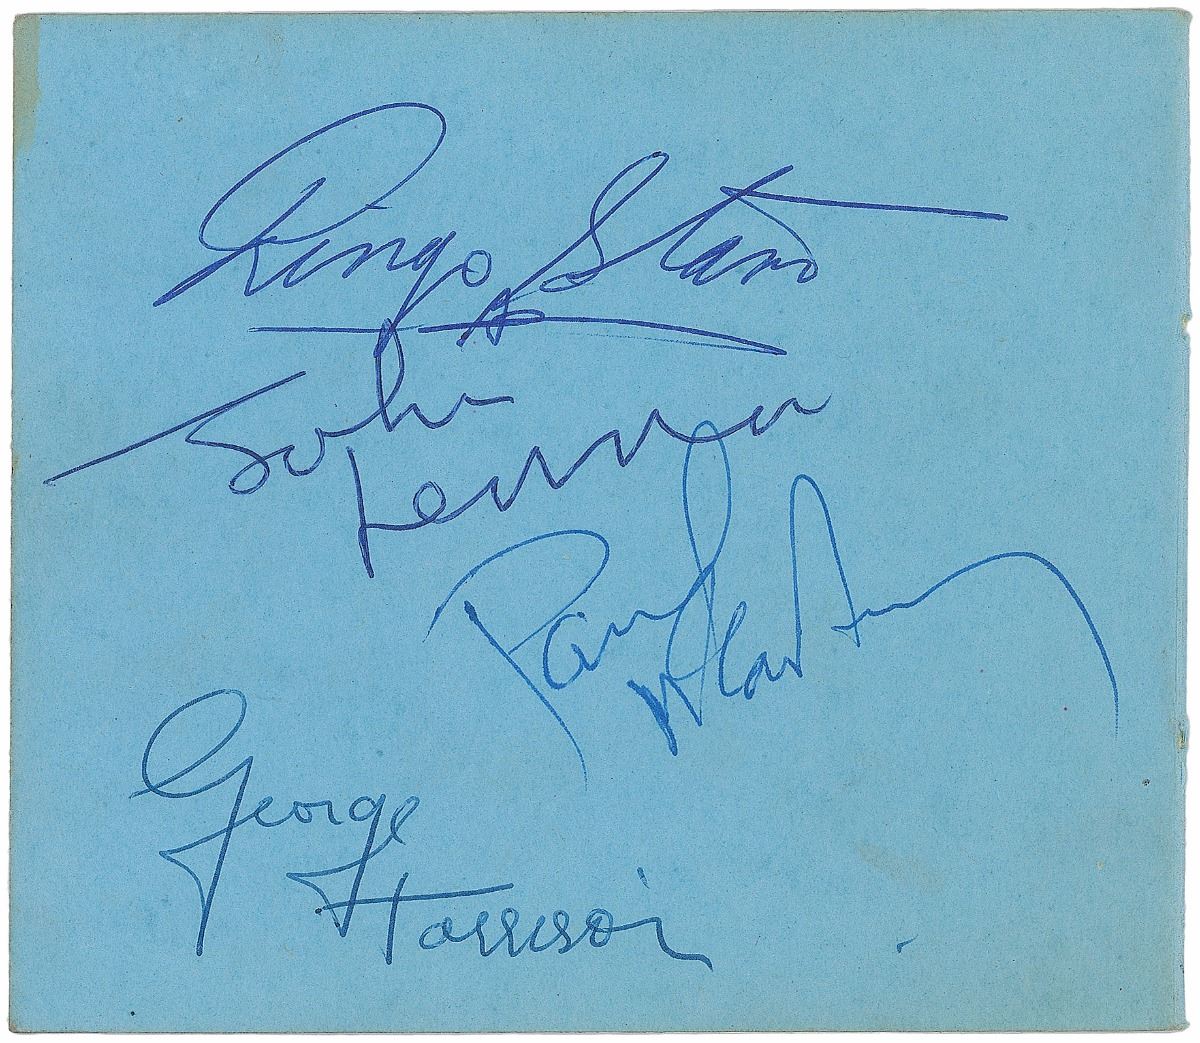 Ringo Starr
John
Lennon
Paul
McCartney
George
Harrison